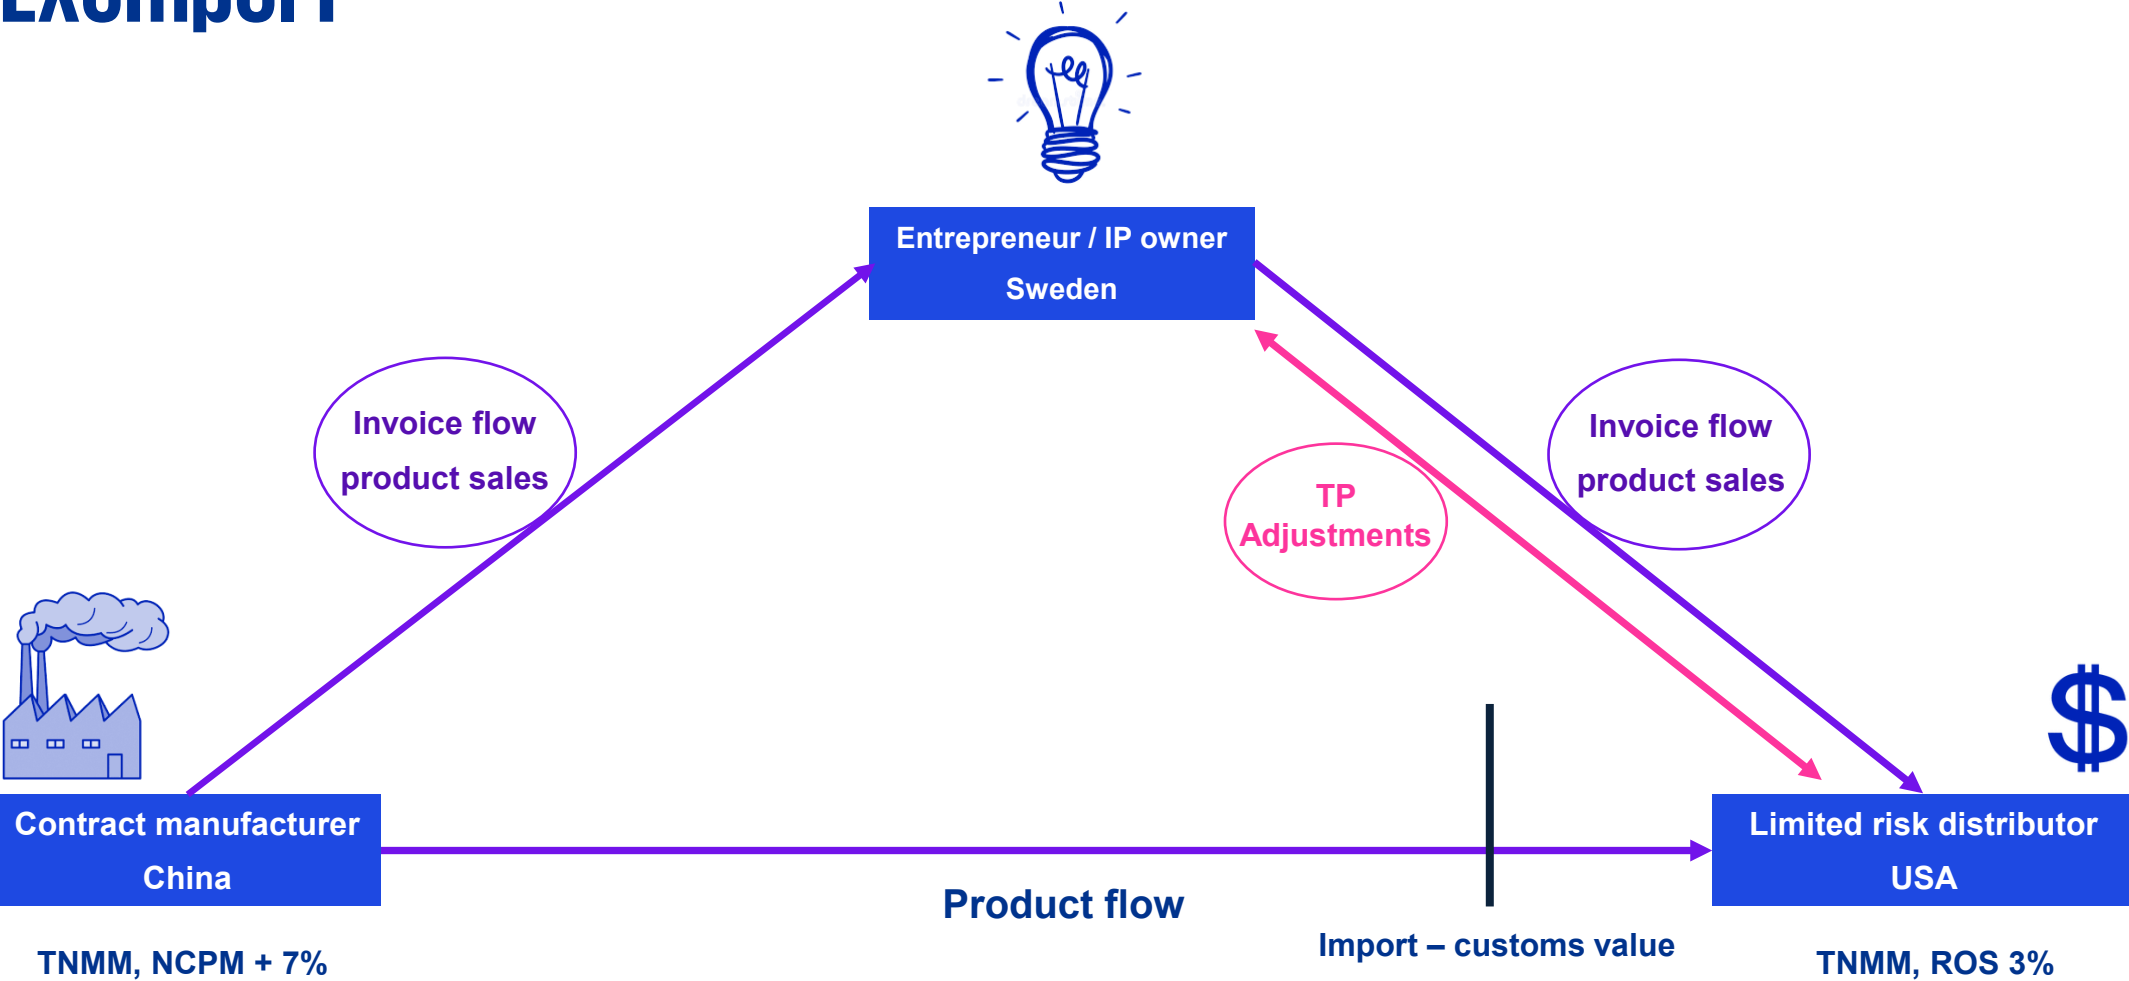 Entrepreneur / IP owner
Sweden
Invoice flow
product sales
Invoice flow
product sales
TP
Adjustments
$
Contract manufacturer
China
Limited risk distributor
USA
Product flow
Import – customs value
TNMM, NCPM + 7%
TNMM, ROS 3%